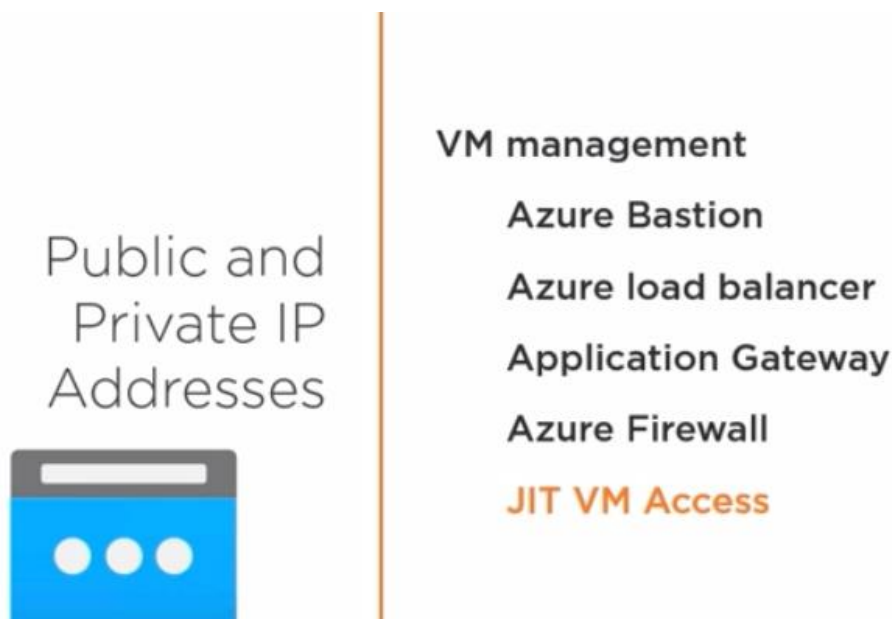 Public and
Private IP
Addresses
VM management
Azure Bastion
Azure load balancer
Application Gateway
Azure Firewall
JIT VM Access